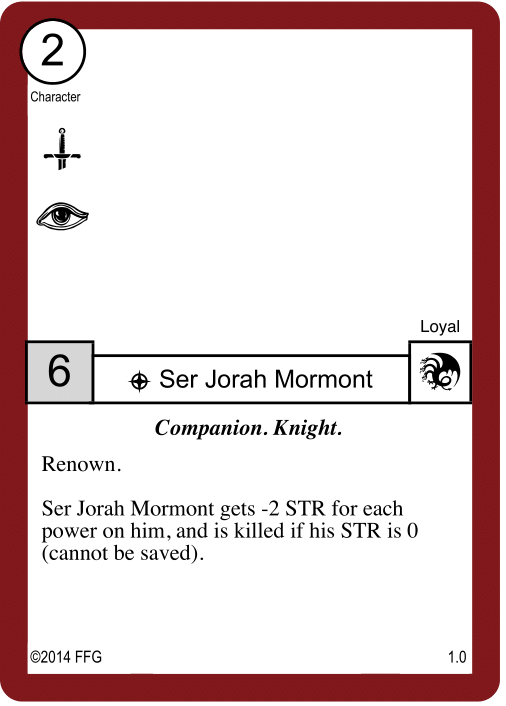 2
Character
Loyal
6
Ser Jorah Mormont
Companion. Knight.
Renown.
Ser Jorah Mormont gets -2 STR for each
power on him, and is killed if his STR is 0
(cannot be saved).
©2014 FFG
1.0